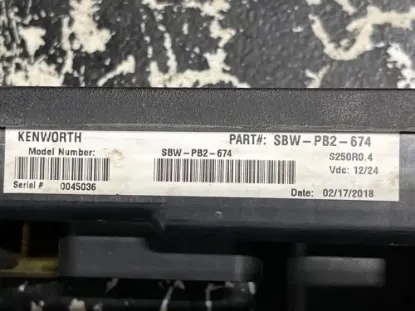 KENWORTH PART#: SBW-PB2-674
Model Number: SBW-PB2-674 S250R0.4
Vdc: 12/24
Serial # 0045036 Date: 02/17/2018